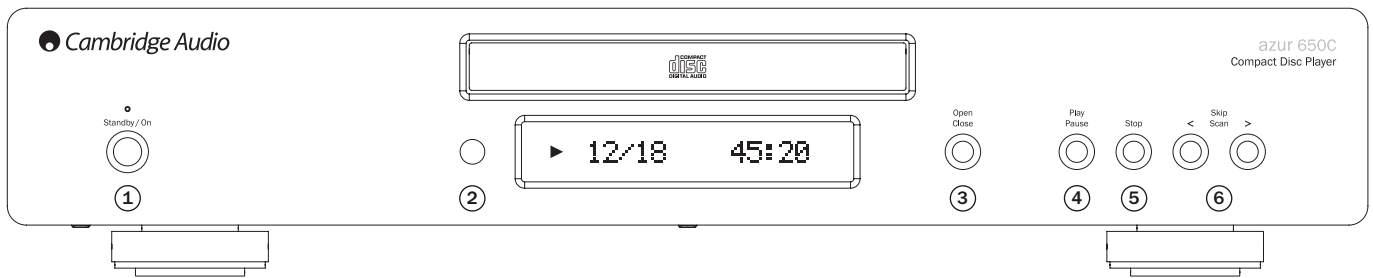 Cambridge Audio
COMPACT
disc
DIGITAL AUDIO
azur 650C
Compact Disc Player
Standby / On
12/18 45:20
Open
Close
Play
Pause
Stop
Skip
< Scan >
1 2 3 4 5 6